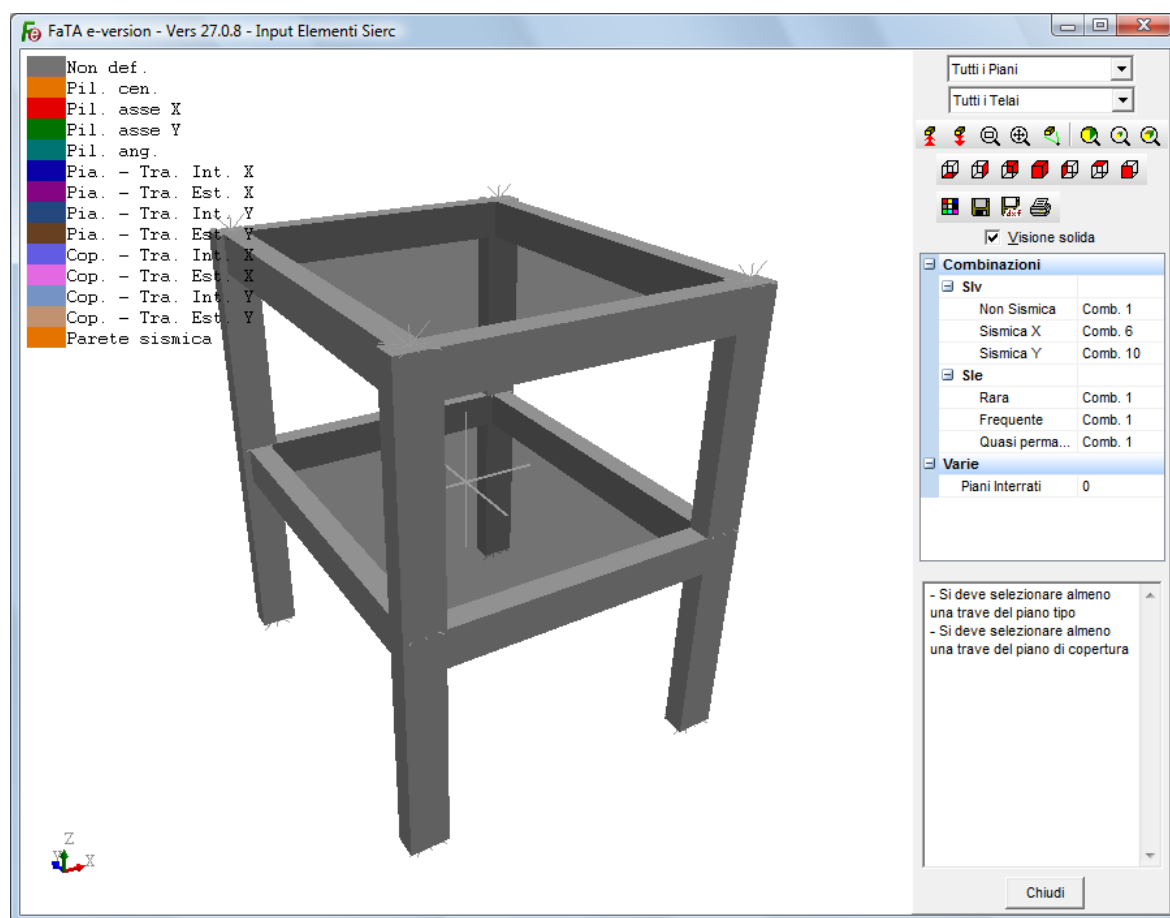 FaTA e-version - Vers 27.0.8 - Input Elementi Sierc
Non def.
Pil. cen.
Pil. asse X
Pil. asse Y
Pil. ang.
Pia. - Tra. Int. X
Pia. - Tra. Est. X
Pia. - Tra. Int. Y
Pia. - Tra. Est. Y
Cop. - Tra. Int. X
Cop. - Tra. Est. X
Cop. - Tra. Int. Y
Cop. - Tra. Est. Y
Parete sismica
Z
Y X
Tutti i Piani
Tutti i Telai
dxf
Visione solida
Combinazioni
Slv
Non Sismica Comb. 1
Sismica X Comb. 6
Sismica Y Comb. 10
Sle
Rara Comb. 1
Frequente Comb. 1
Quasi perma... Comb. 1
Varie
Piani Interrati 0
- Si deve selezionare almeno
una trave del piano tipo
- Si deve selezionare almeno
una trave del piano di copertura
Chiudi